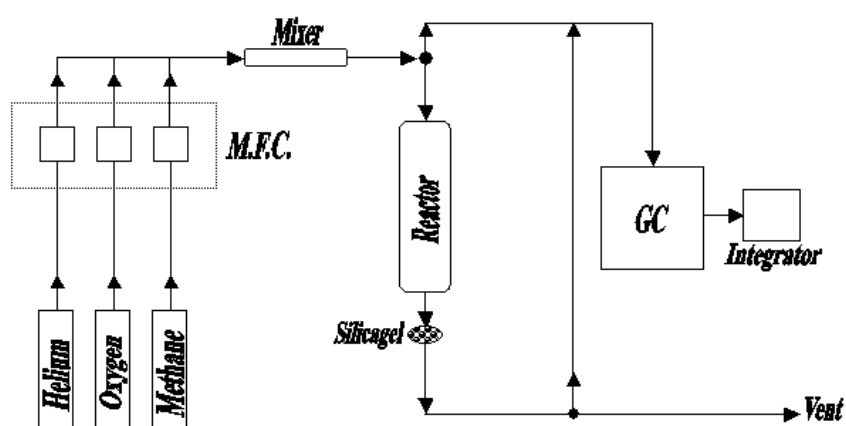 Mixer
M.F.C.
Reactor
GC
Integrator
Silicagel
Helium
Oxygen
Methane
Vent